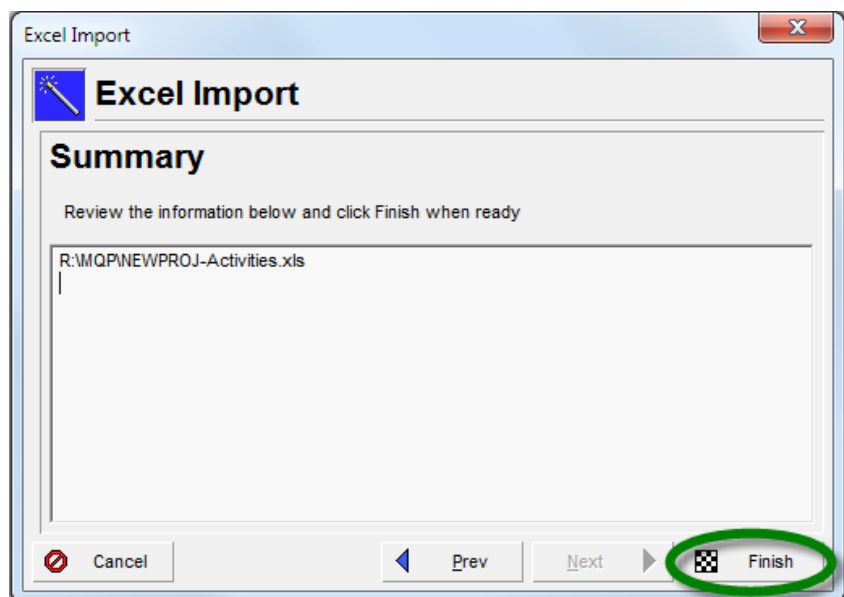 Excel Import
Excel Import
Summary
Review the information below and click Finish when ready
R:\MQP\NEWPROJ-Activities.xls
Cancel
Prev
Next
Finish